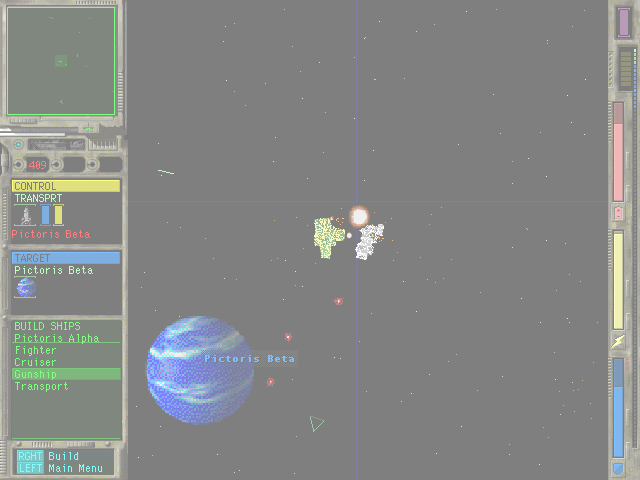 409
CONTROL
TRANSPRT
Pictoris Beta
TARGET
Pictoris Beta
BUILD SHIPS
Pictoris Alpha
Fighter
Cruiser
Gunship
Transport
RGHT Build
LEFT Main Menu
Pictoris Beta